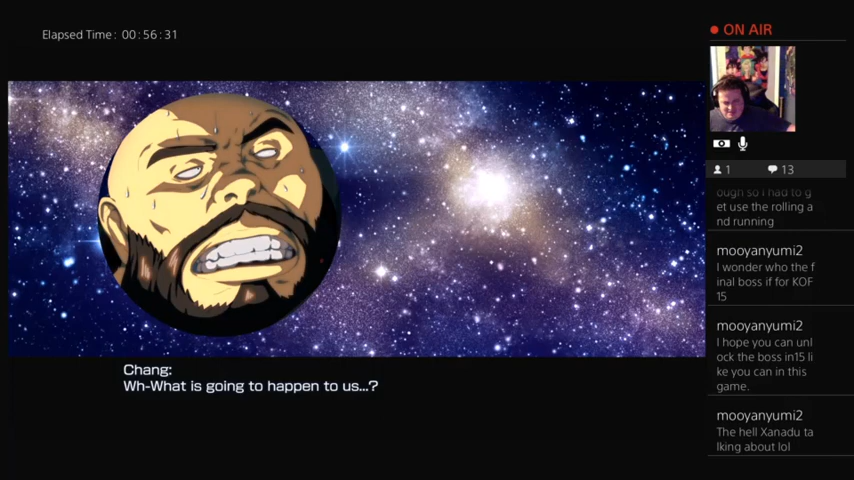 Elapsed Time: 00:56:31
ON AIR
1
13
ough so i had to g
et use the rolling a
nd running
mooyanyumi2
I wonder who the f
inal boss if for KOF
15
mooyanyumi2
I hope you can unl
ock the boss in15 li
ke you can in this
game.
mooyanyumi2
The hell Xanadu ta
lking about lol
Chang:
Wh-What is going to happen to us...?